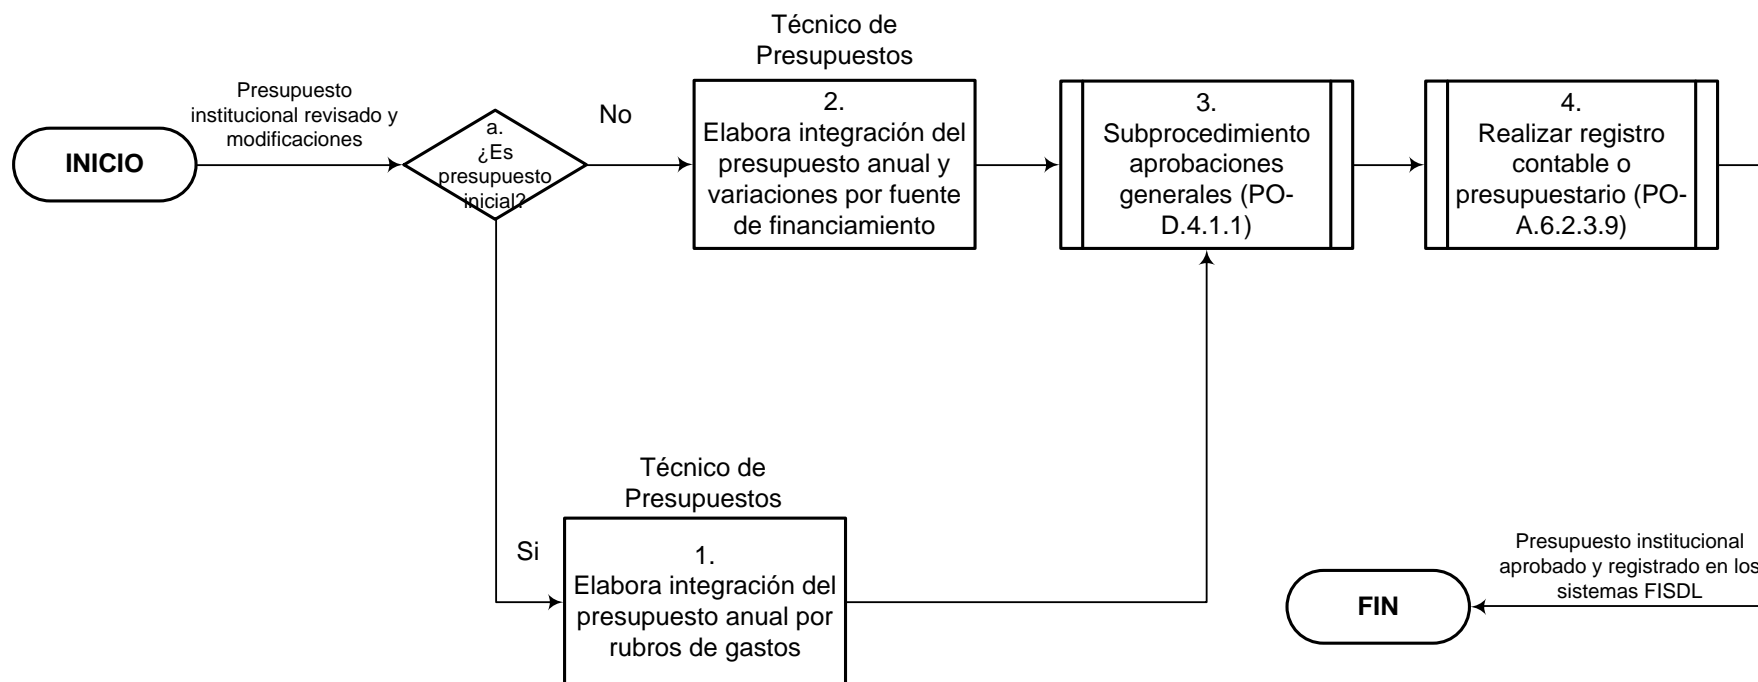 INICIO
Presupuesto
institucional revisado y
modificaciones
a.
¿Es
presupuesto
inicial?
No
Técnico de
Presupuestos
2.
Elabora integración del
presupuesto anual y
variaciones por fuente
de financiamiento
3.
Subprocedimiento
aprobaciones
generales (PO-
D.4.1.1)
4.
Realizar registro
contable o
presupuestario (PO-
A.6.2.3.9)
Si
Técnico de
Presupuestos
1.
Elabora integración del
presupuesto anual por
rubros de gastos
Presupuesto institucional
aprobado y registrado en los
sistemas FISDL
FIN